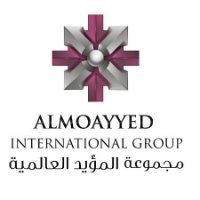 ALMOAYYED
INTERNATIONAL GROUP
مجموعة المؤيد العالمية